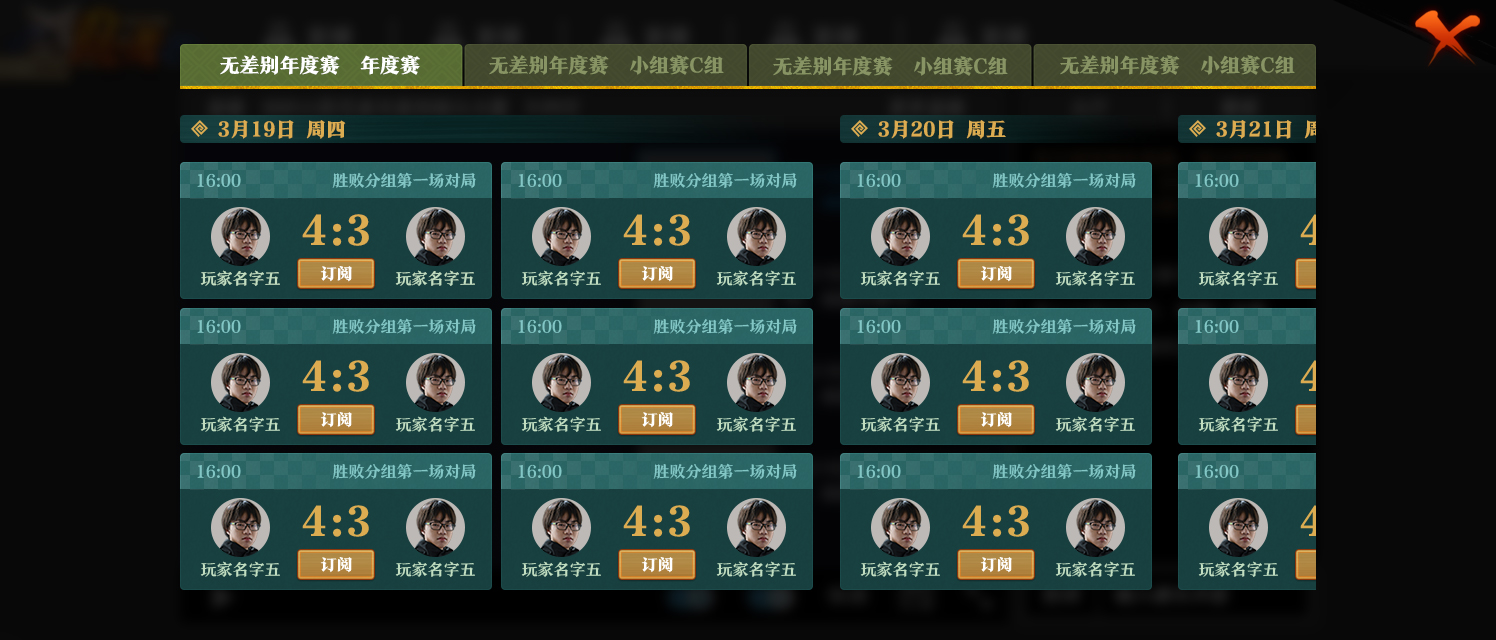 无差别年度赛 年度赛
无差别年度赛 小组赛C组
无差别年度赛 小组赛C组
无差别年度赛 小组赛C组
3月19日 周四
3月20日 周五
3月21日
16:00 胜败分组第一场对局
16:00 胜败分组第一场对局
16:00 胜败分组第一场对局
16:00
4:3
4:3
4:3
4
订阅
订阅
订阅
玩家名字五 玩家名字五
玩家名字五 玩家名字五
玩家名字五 玩家名字五
玩家名字五
16:00 胜败分组第一场对局
16:00 胜败分组第一场对局
16:00 胜败分组第一场对局
16:00
4:3
4:3
4:3
4
订阅
订阅
订阅
玩家名字五 玩家名字五
玩家名字五 玩家名字五
玩家名字五 玩家名字五
玩家名字五
16:00 胜败分组第一场对局
16:00 胜败分组第一场对局
16:00 胜败分组第一场对局
16:00
4:3
4:3
4:3
4
订阅
订阅
订阅
玩家名字五 玩家名字五
玩家名字五 玩家名字五
玩家名字五 玩家名字五
玩家名字五